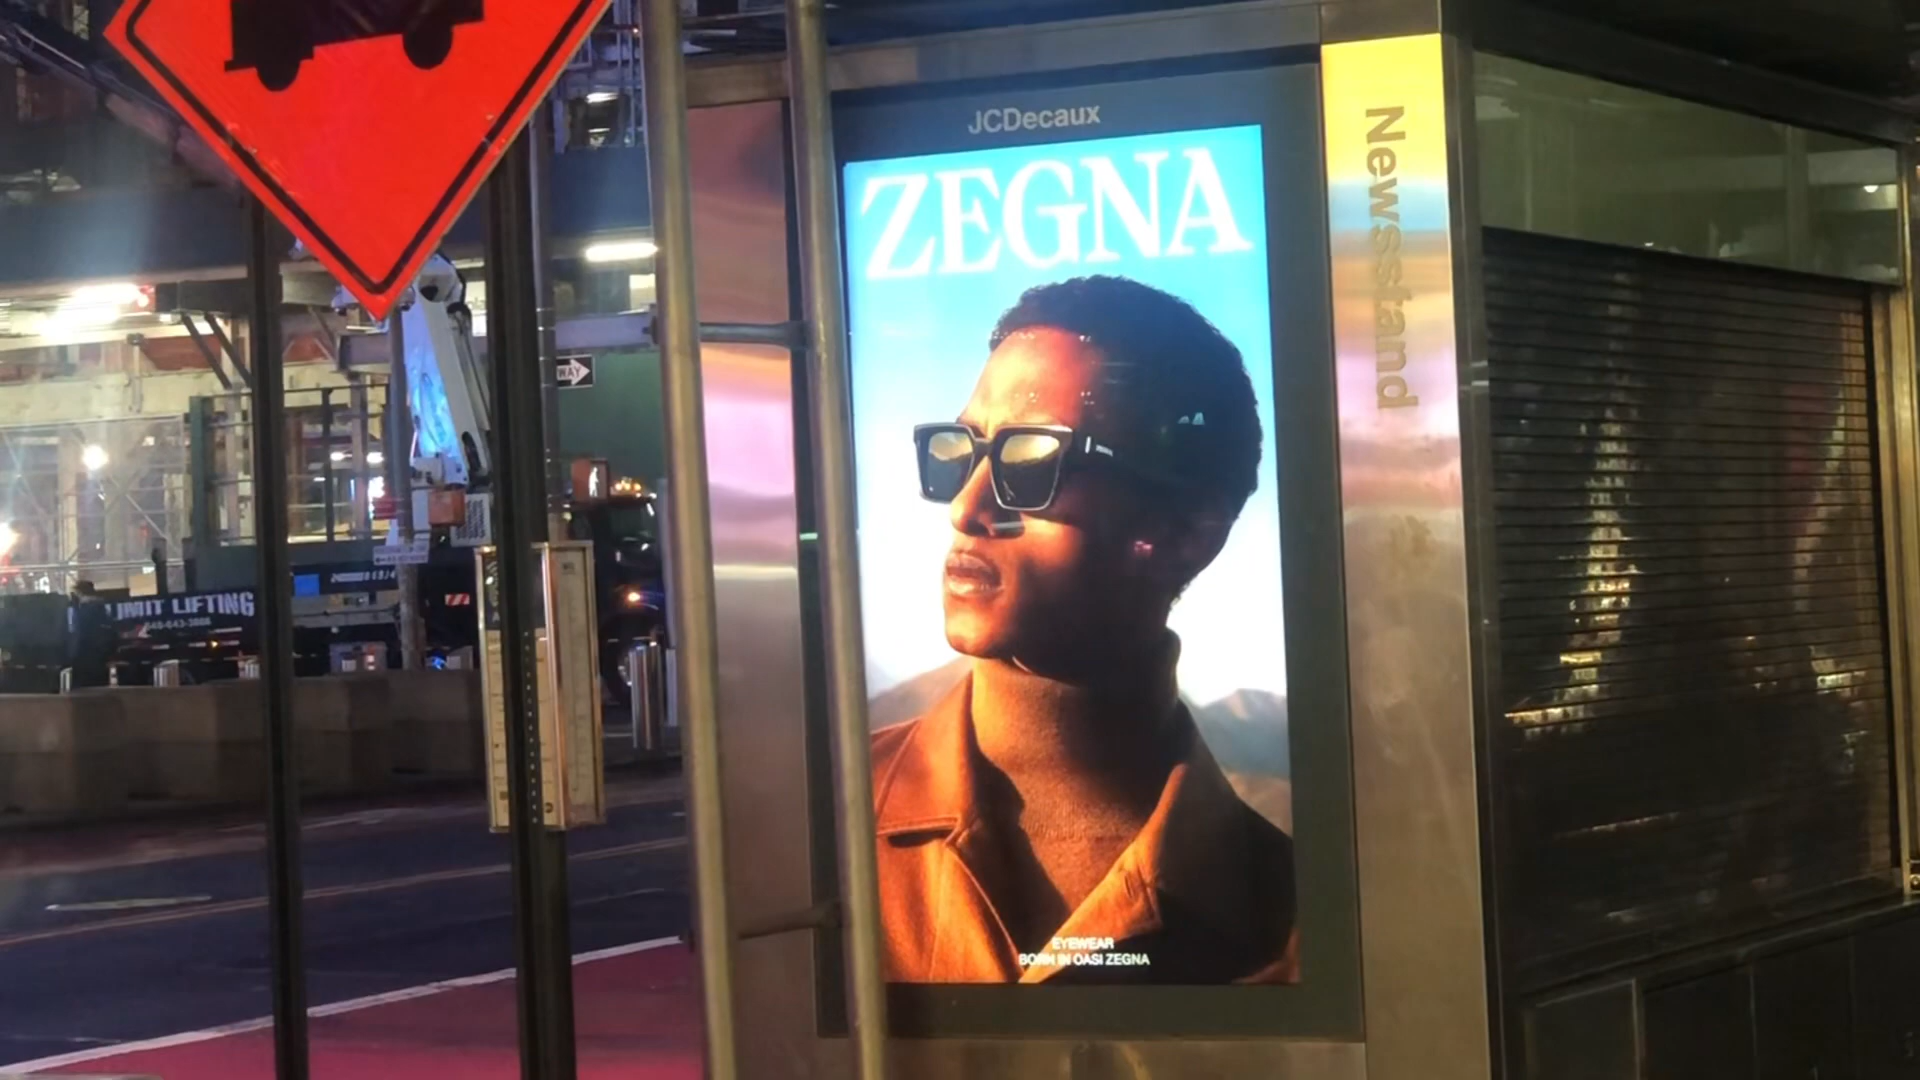 JCDecaux
ZEGNA
EYEWEAR
BORN IN OASI ZEGNA
Newsstand
WAY
LIMIT LIFTING